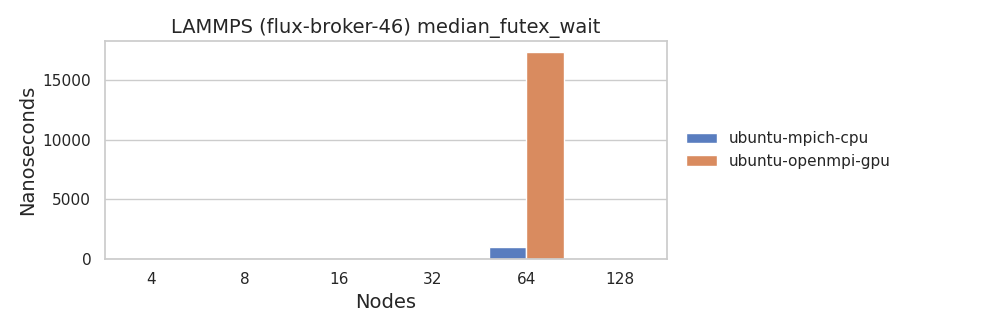 LAMMPS (flux-broker-46) median_futex_wait
Nanoseconds
15000
10000
5000
0
4 8 16 32 64 128
Nodes
ubuntu-mpich-cpu
ubuntu-openmpi-gpu